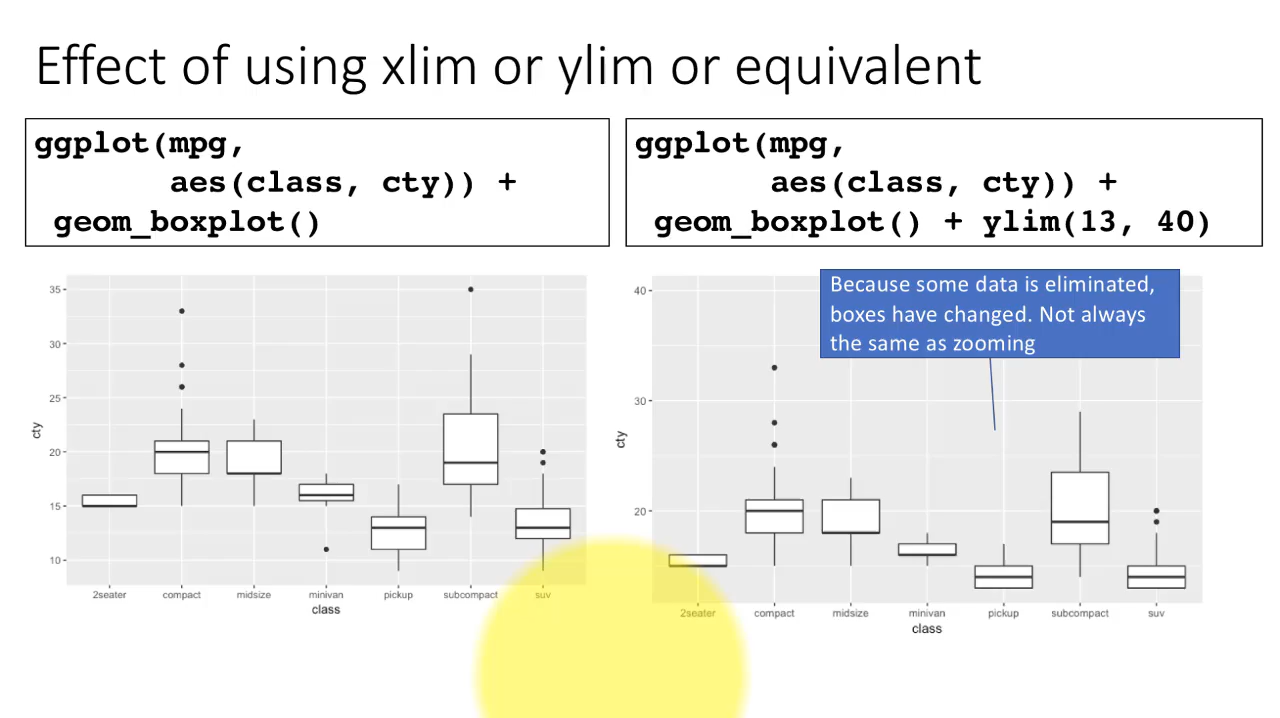 Effect of using xlim or ylim or equivalent
ggplot(mpg,
aes(class, cty)) +
geom_boxplot()
ggplot(mpg,
aes(class, cty)) +
geom_boxplot() + ylim(13, 40)
35
30
25
20
15
10
cty
2seater compact midsize minivan pickup subcompact suv
class
Because some data is eliminated,
boxes have changed. Not always
the same as zooming
40
30
20
cty
2seater compact midsize minivan pickup subcompact suv
class